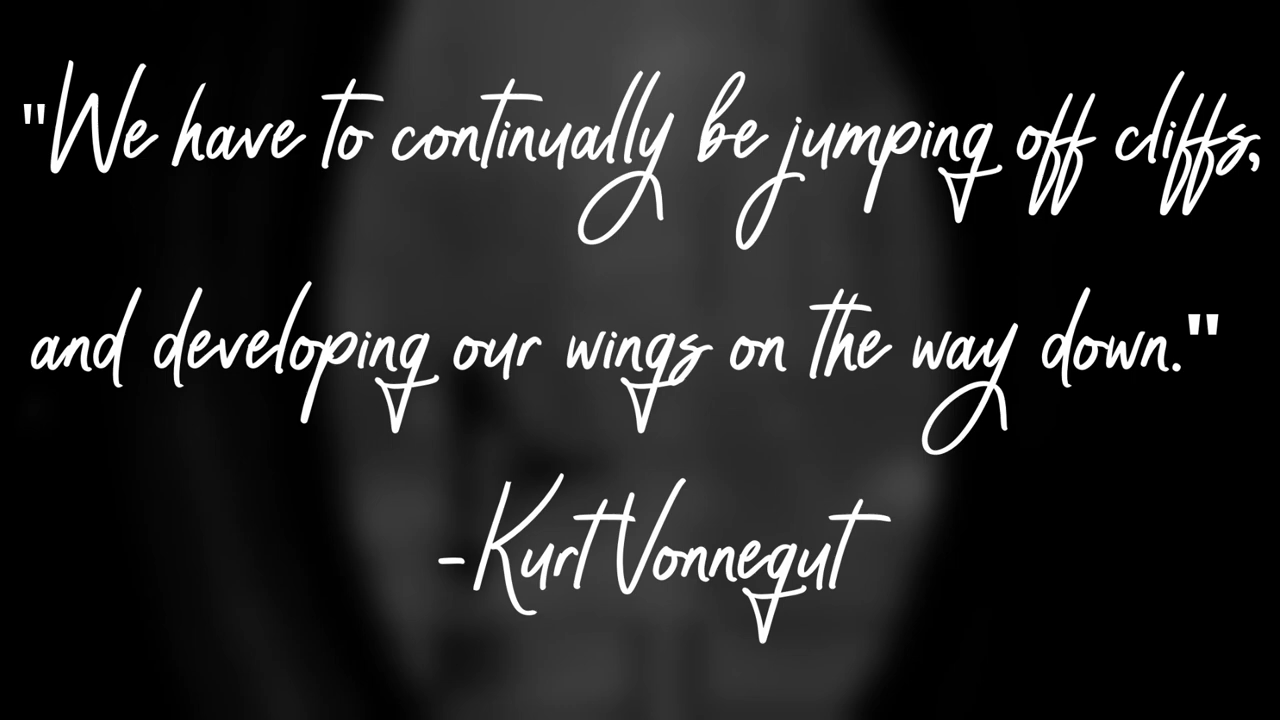 "We have to continually be jumping off cliffs,
and developing our wings on the way down."
-Kurt Vonnegut